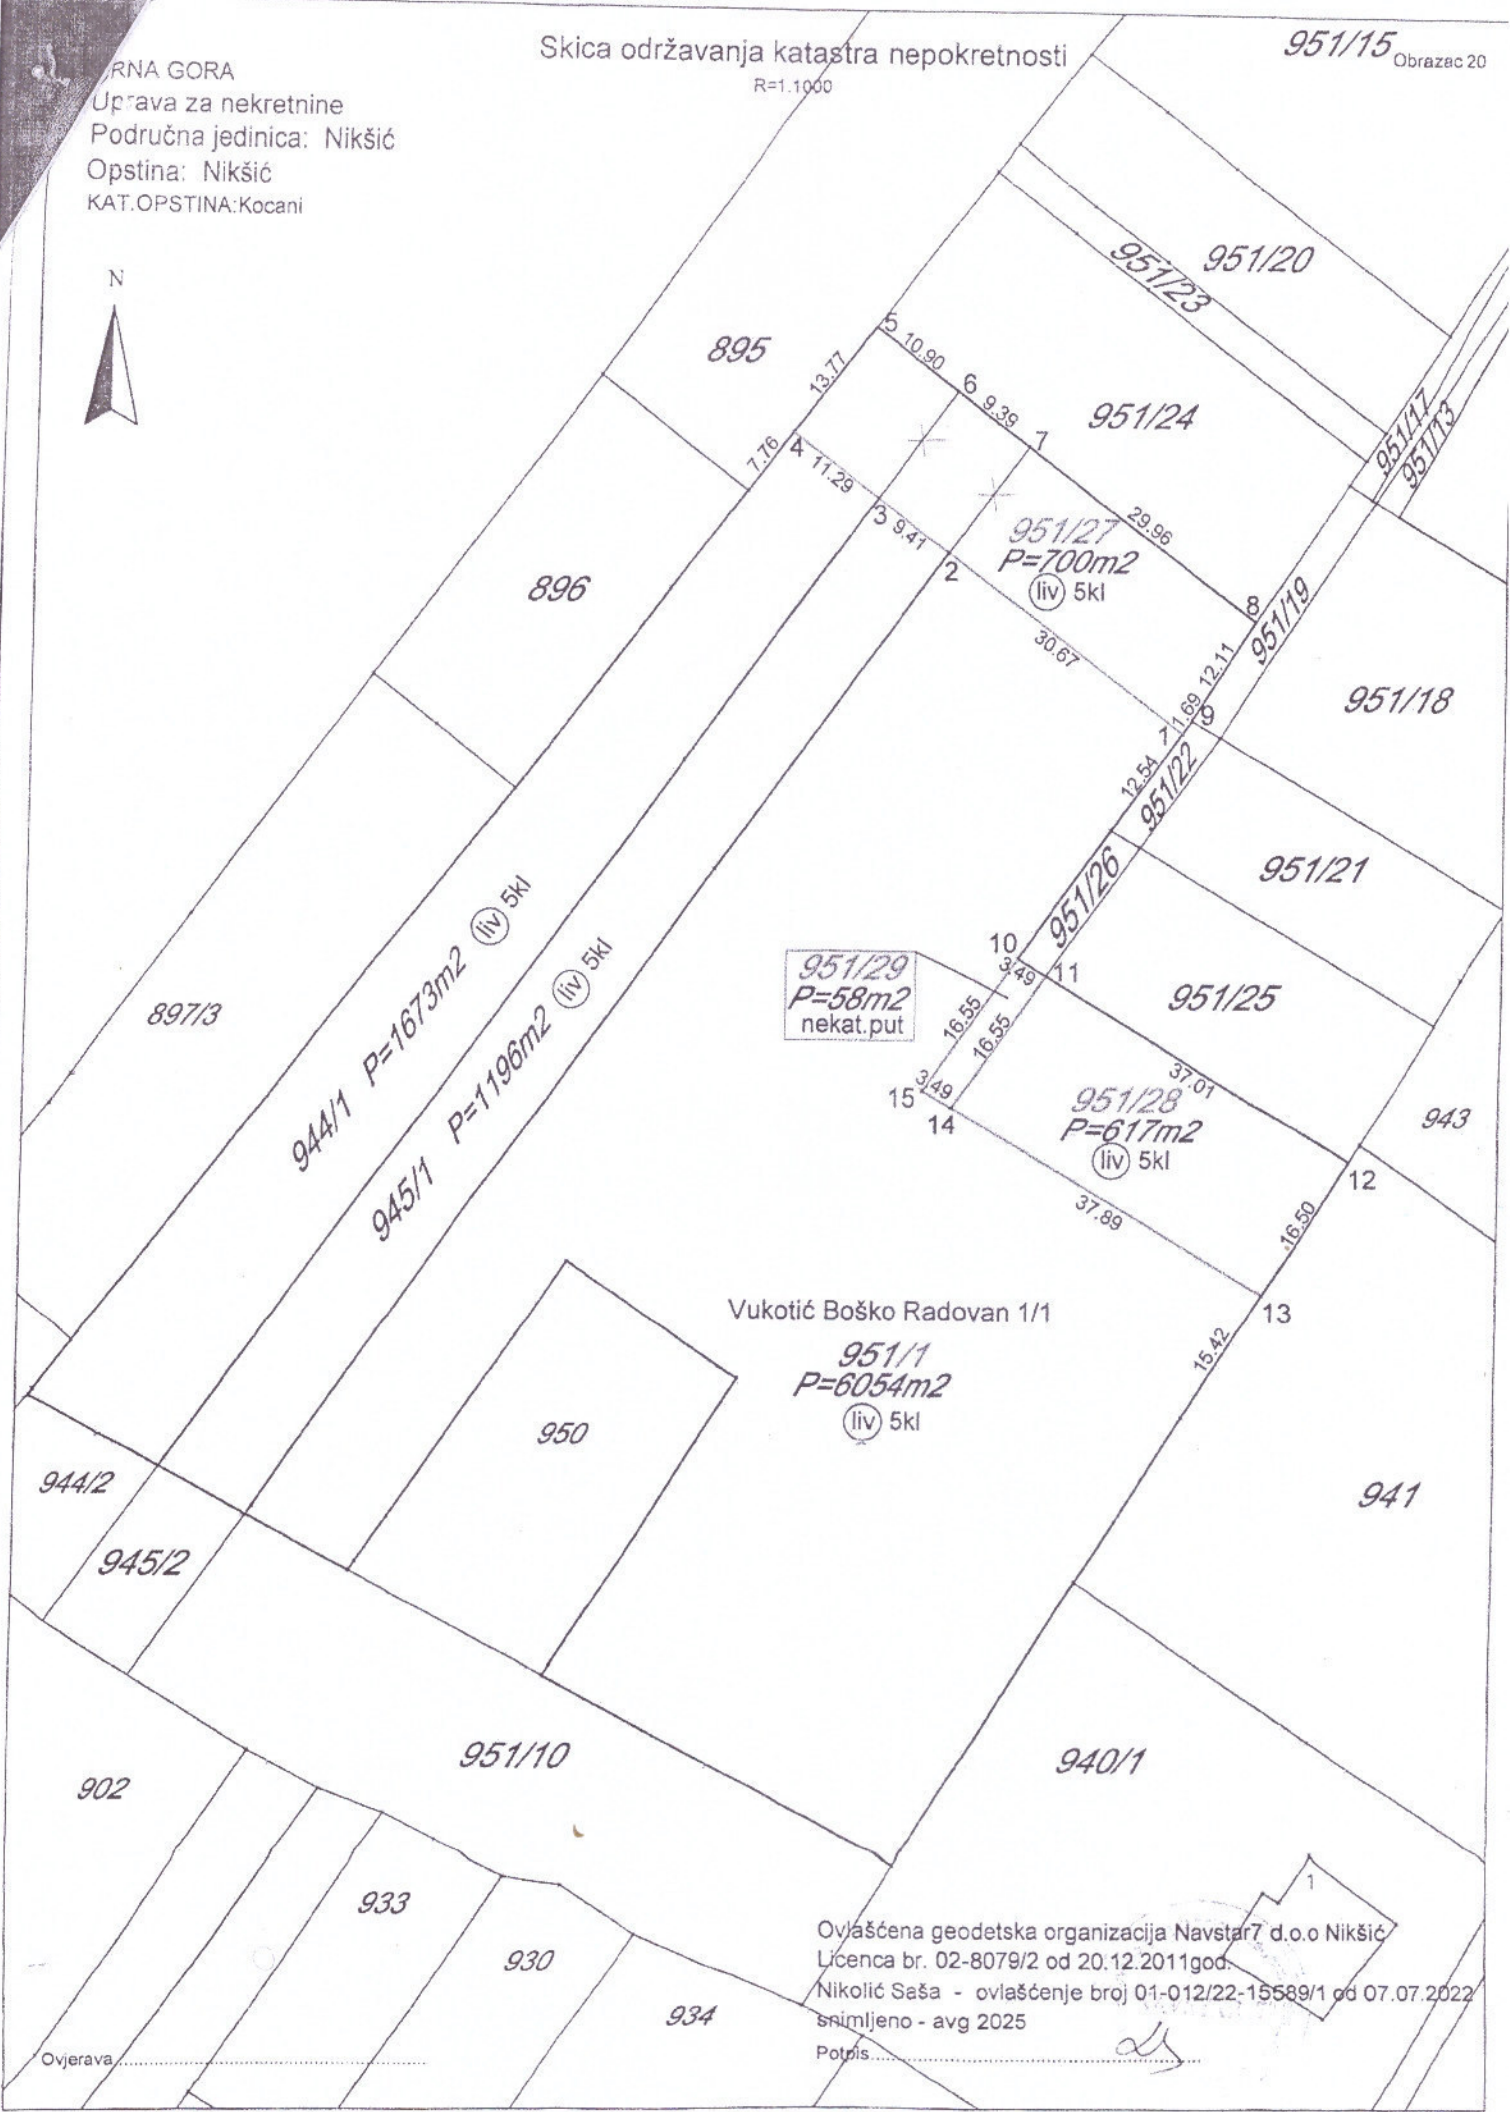 Skica održavanja katastra nepokretnosti
R=1.1000
951/15
Obrazac 20
RNA GORA
Uprava za nekretnine
Područna jedinica: Nikšić
Opstina: Nikšić
KAT.OPSTINA:Kocani
N
951/20
951/23
895
5
10.90
13.77
6
9.39
951/24
7
951/17
951/13
7.76
4
11.29
3
9.41
2
951/27
P=700m2
liv 5kl
29.96
896
8
951/19
30.67
12.11
951/18
1.69
9
1
12.54
951/22
951/21
951/26
944/1 P=1673m2 liv 5kl
945/1 P=1196m2 liv 5kl
10
3.49
11
951/29
P=58m2
nekat.put
951/25
897/3
16.55
16.55
37.01
15
3.49
14
951/28
P=617m2
liv 5kl
943
12
37.89
16.50
13
Vukotić Boško Radovan 1/1
951/1
P=6054m2
liv 5kl
15.42
950
944/2
941
945/2
951/10
940/1
902
933
1
930
934
Ovlašćena geodetska organizacija Navstar7 d.o.o Nikšić
Licenca br. 02-8079/2 od 20.12.2011god.
Nikolić Saša - ovlašćenje broj 01-012/22-15589/1 od 07.07.2022
snimljeno - avg 2025
Potpis
Ovjerava